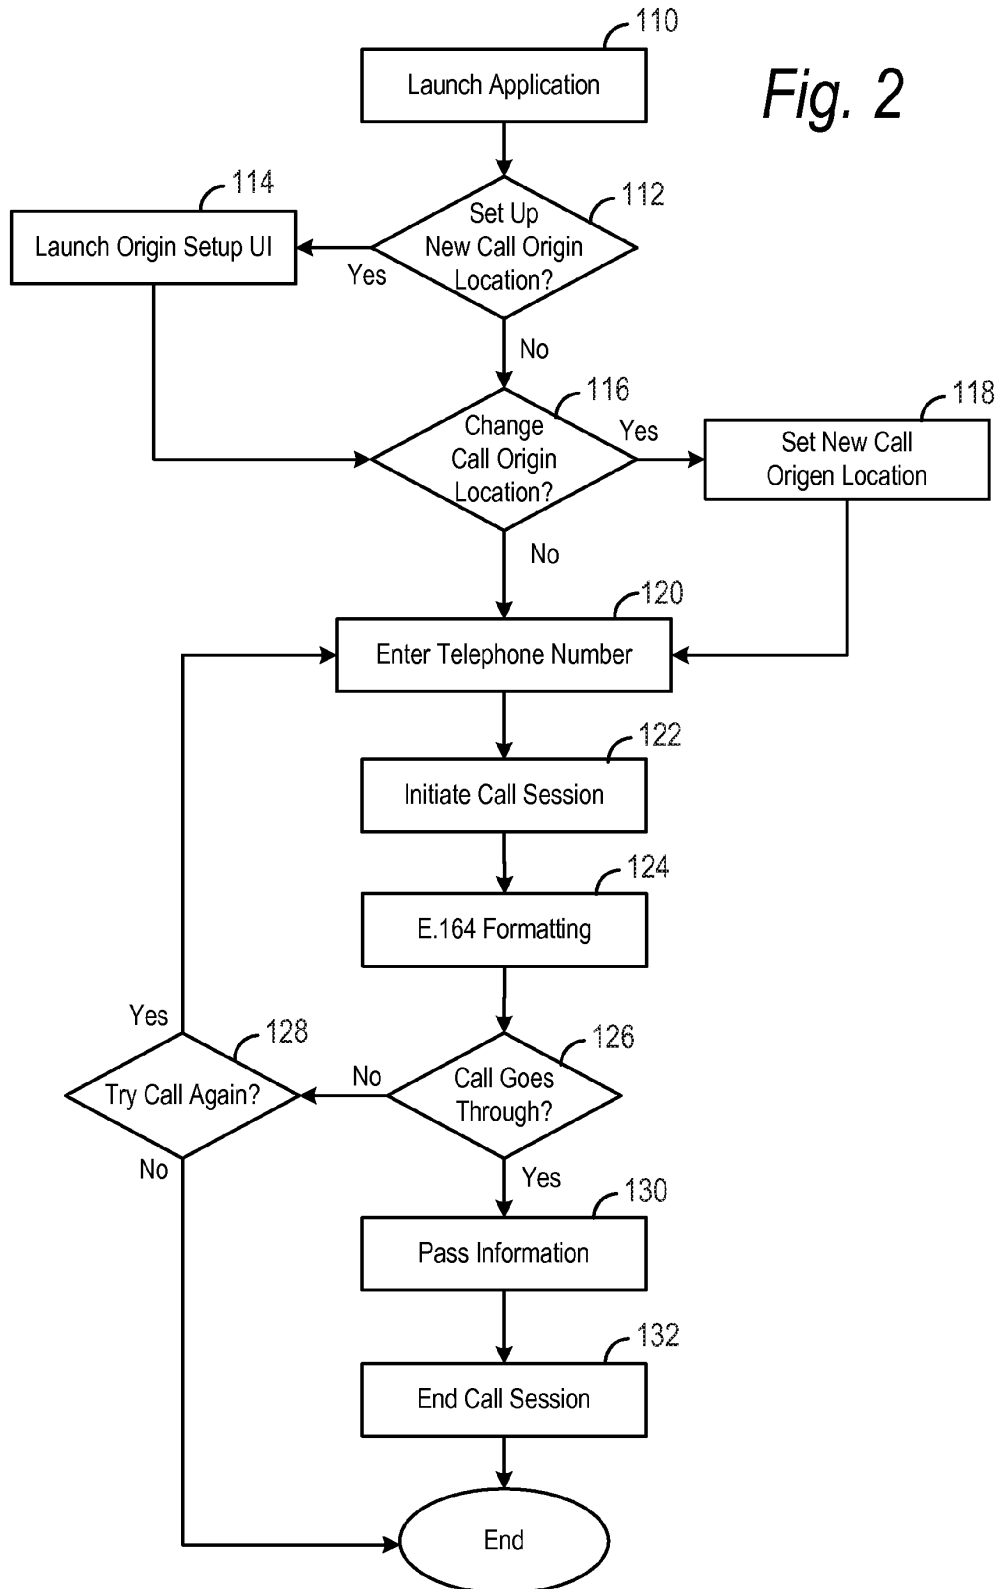 110
Launch Application
Fig. 2
114
112
Set Up
New Call Origin
Location?
Launch Origin Setup UI
Yes
No
116
118
Change
Call Origin
Location?
Yes
Set New Call
Origen Location
No
120
Enter Telephone Number
122
Initiate Call Session
124
E.164 Formatting
Yes
128
126
Try Call Again?
No
Call Goes
Through?
No
Yes
130
Pass Information
132
End Call Session
End